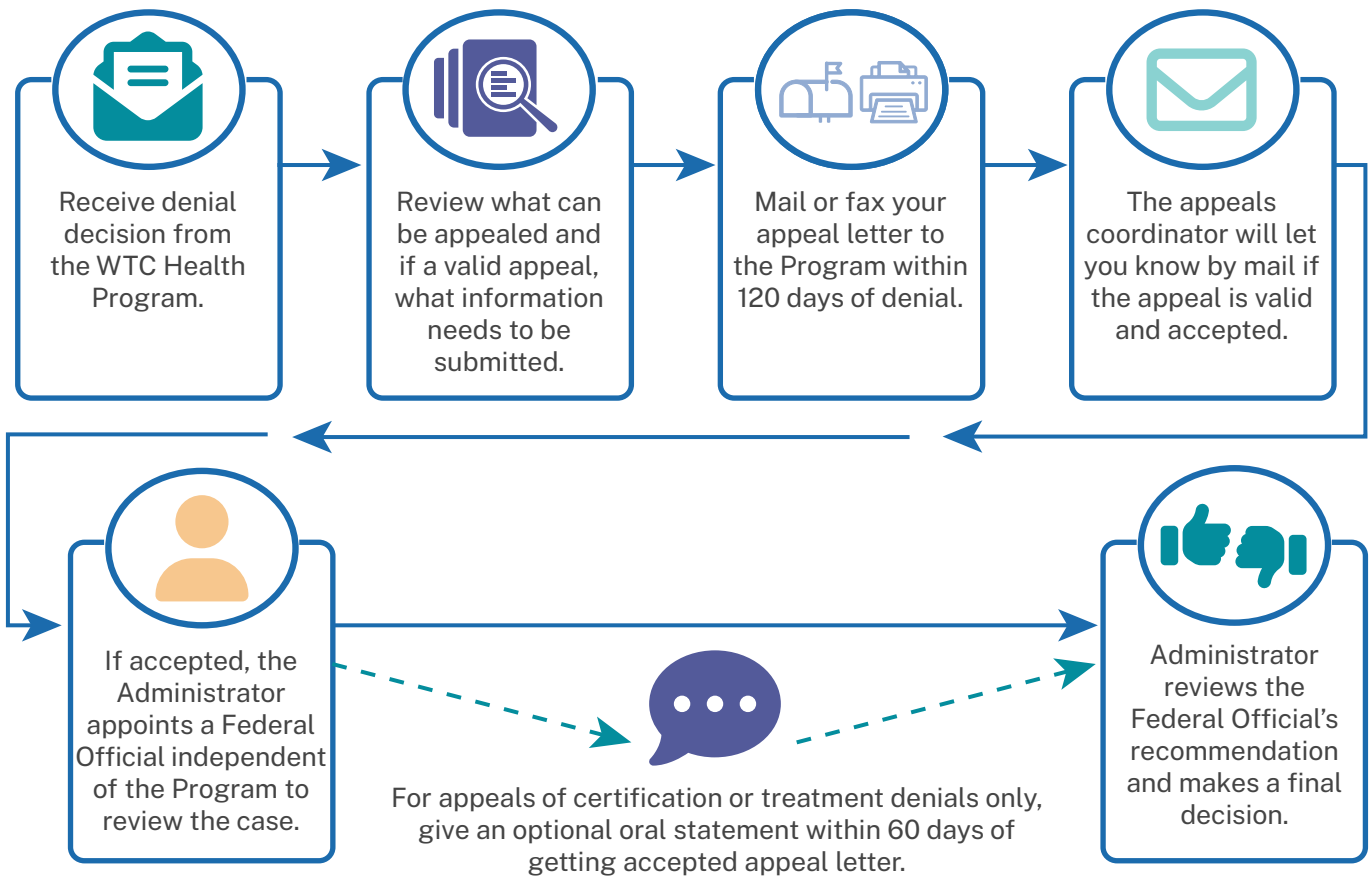 Receive denial
decision from
the WTC Health
Program.
Review what can
be appealed and
if a valid appeal,
what information
needs to be
submitted.
Mail or fax your
appeal letter to
the Program within
120 days of denial.
The appeals
coordinator will let
you know by mail if
the appeal is valid
and accepted.
If accepted, the
Administrator
appoints a Federal
Official independent
of the Program to
review the case.
For appeals of certification or treatment denials only,
give an optional oral statement within 60 days of
getting accepted appeal letter.
Administrator
reviews the
Federal Official’s
recommendation
and makes a final
decision.